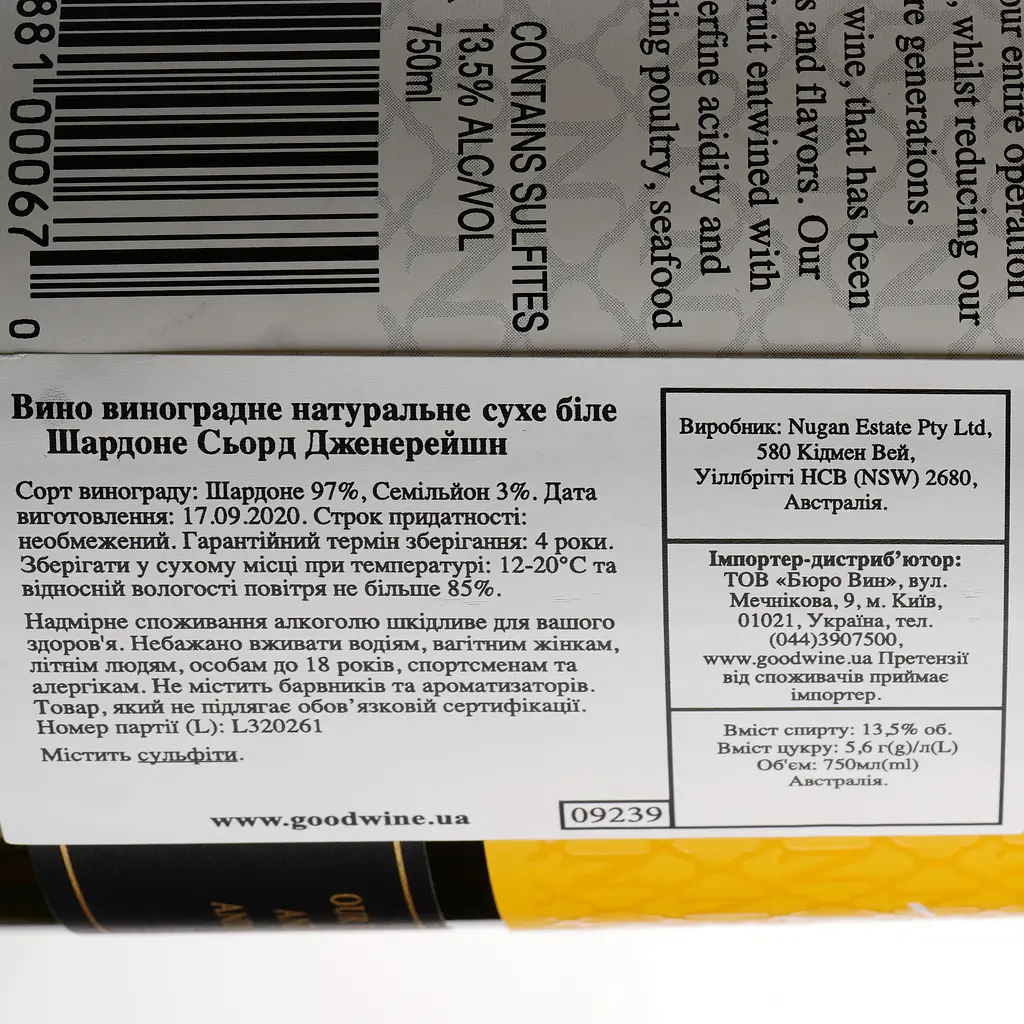 our entire operation
, whilst reducing our
re generations.
wine, that has been
s and flavors. Our
fruit entwined with
erfine acidity and
ding poultry, seafood
CONTAINS SULFITES
13.5% ALC/VOL
750ml
881 00067 0
Вино виноградне натуральне сухе біле
Шардоне Сьорд Дженерейшн
Сорт винограду: Шардоне 97%, Семільйон 3%. Дата
виготовлення: 17.09.2020. Строк придатності:
необмежений. Гарантійний термін зберігання: 4 роки.
Зберігати у сухому місці при температурі: 12-20°C та
відносній вологості повітря не більше 85%.
Надмірне споживання алкоголю шкідливе для вашого
здоров'я. Небажано вживати водіям, вагітним жінкам,
літнім людям, особам до 18 років, спортсменам та
алергікам. Не містить барвників та ароматизаторів.
Товар, який не підлягає обов’язковій сертифікації.
Номер партії (L): L320261
Містить сульфіти.
www.goodwine.ua
09239
Виробник: Nugan Estate Pty Ltd,
580 Кідмен Вей,
Уіллбрігті НСВ (NSW) 2680,
Австралія.
Імпортер-дистриб’ютор:
ТОВ «Бюро Вин», вул.
Мечнікова, 9, м. Київ,
01021, Україна, тел.
(044)3907500,
www.goodwine.ua Претензії
від споживачів приймає
імпортер.
Вміст спирту: 13,5% об.
Вміст цукру: 5,6 г(g)/л(L)
Об'єм: 750мл(ml)
Австралія.